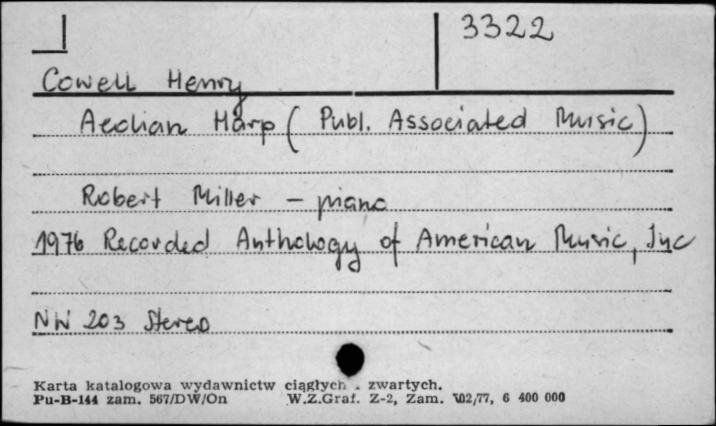 3322
Cowell Henry
Aeolian Harp (Publ. Associated Music)
Robert Miller - piano
1976 Recorded Anthology of American Music, Inc
NW 203 Stereo
Karta katalogowa wydawnictw ciągłych . zwartych.
Pu-B-144 zam. 567/DW/On W.Z.Graf. Z-2, Zam. 702/77, 6 400 000